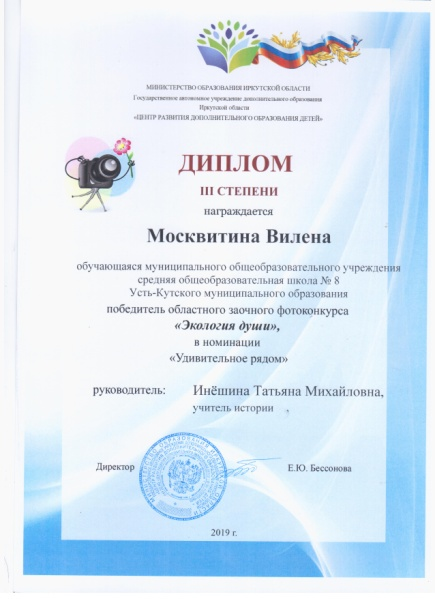 МИНИСТЕРСТВО ОБРАЗОВАНИЯ ИРКУТСКОЙ ОБЛАСТИ
Государственное автономное учреждение дополнительного образования
Иркутской области
«ЦЕНТР РАЗВИТИЯ ДОПОЛНИТЕЛЬНОГО ОБРАЗОВАНИЯ ДЕТЕЙ»
ДИПЛОМ
III СТЕПЕНИ
награждается
Москвитина Вилена
обучающаяся муниципального общеобразовательного учреждения
средняя общеобразовательная школа № 8
Усть-Кутского муниципального образования
победитель областного заочного фотоконкурса
«Экология души»,
в номинации
«Удивительное рядом»
руководитель: Инёшина Татьяна Михайловна,
учитель истории
Директор Е.Ю. Бессонова
2019 г.